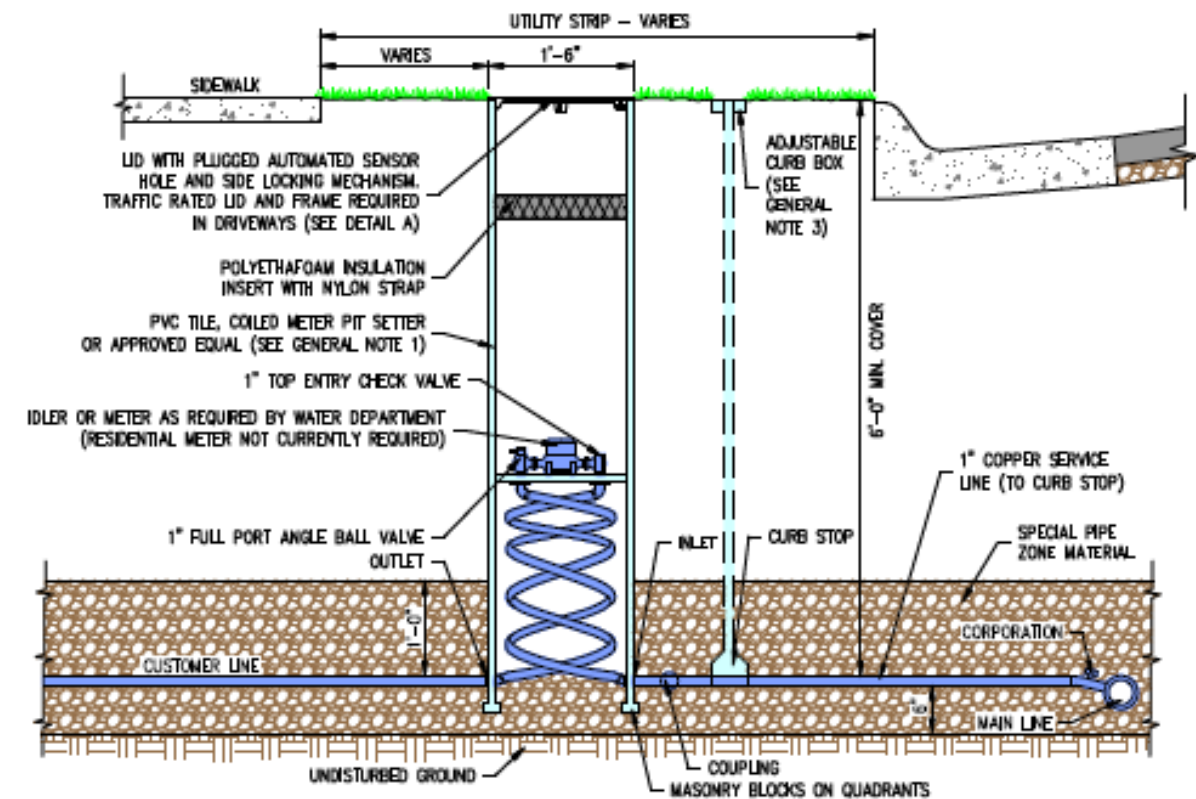 UTILITY STRIP – VARIES
VARIES
1'-6"
SIDEWALK
LID WITH PLUGGED AUTOMATED SENSOR
HOLE AND SIDE LOCKING MECHANISM.
TRAFFIC RATED LID AND FRAME REQUIRED
IN DRIVEWAYS (SEE DETAIL A)
ADJUSTABLE
CURB BOX
(SEE
GENERAL
NOTE 3)
POLYETHAFOAM INSULATION
INSERT WITH NYLON STRAP
PVC TILE, COILED METER PIT SETTER
OR APPROVED EQUAL (SEE GENERAL NOTE 1)
1" TOP ENTRY CHECK VALVE
IDLER OR METER AS REQUIRED BY WATER DEPARTMENT
(RESIDENTIAL METER NOT CURRENTLY REQUIRED)
6'-0" MIN. COVER
1" COPPER SERVICE
LINE (TO CURB STOP)
1" FULL PORT ANGLE BALL VALVE
OUTLET
INLET
CURB STOP
SPECIAL PIPE
ZONE MATERIAL
1'-0"
CORPORATION
CUSTOMER LINE
6"
MAIN LINE
UNDISTURBED GROUND
COUPLING
MASONRY BLOCKS ON QUADRANTS